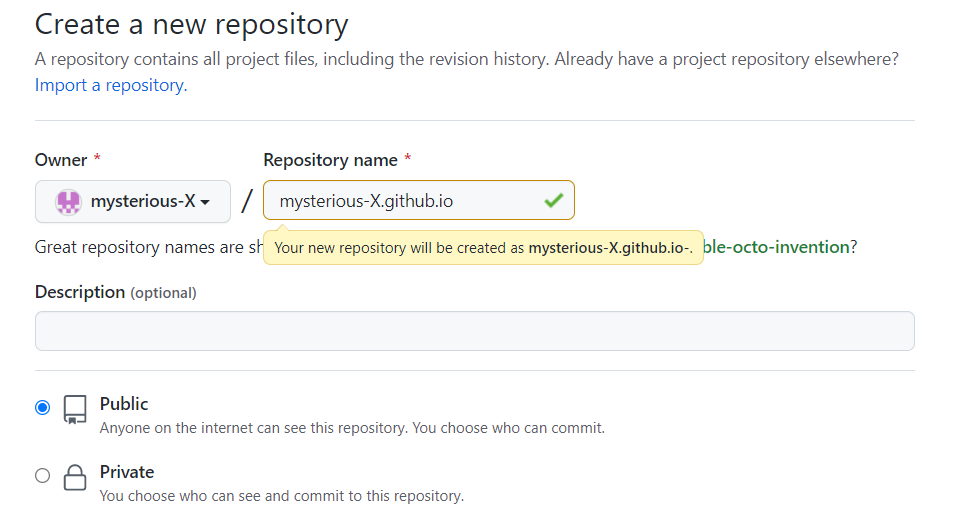 Create a new repository
A repository contains all project files, including the revision history. Already have a project repository elsewhere?
Import a repository.
Owner * Repository name *
mysterious-X / mysterious-X.github.io
Great repository names are sh
Your new repository will be created as mysterious-X.github.io-.
ble-octo-invention?
Description (optional)
Public
Anyone on the internet can see this repository. You choose who can commit.
Private
You choose who can see and commit to this repository.